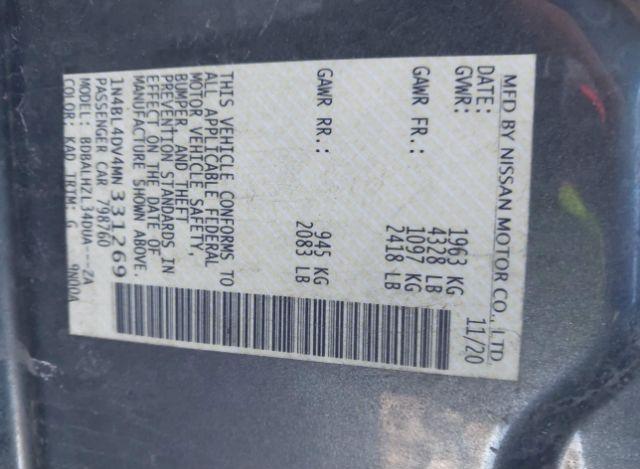 MFD BY NISSAN MOTOR CO., LTD.
DATE: 11/20
GVWR: 1963 KG
4328 LB
GAWR FR.: 1097 KG
2418 LB
GAWR RR.: 945 KG
2083 LB
THIS VEHICLE CONFORMS TO
ALL APPLICABLE FEDERAL
MOTOR VEHICLE SAFETY,
BUMPER AND THEFT
PREVENTION STANDARDS IN
EFFECT ON THE DATE OF
MANUFACTURE SHOWN ABOVE.
1N4BL4DV4MN331269
PASSENGER CAR 798760
MODEL: BDBALHZL34DUA---ZA
COLOR: KAD TRIM: G 9N00A